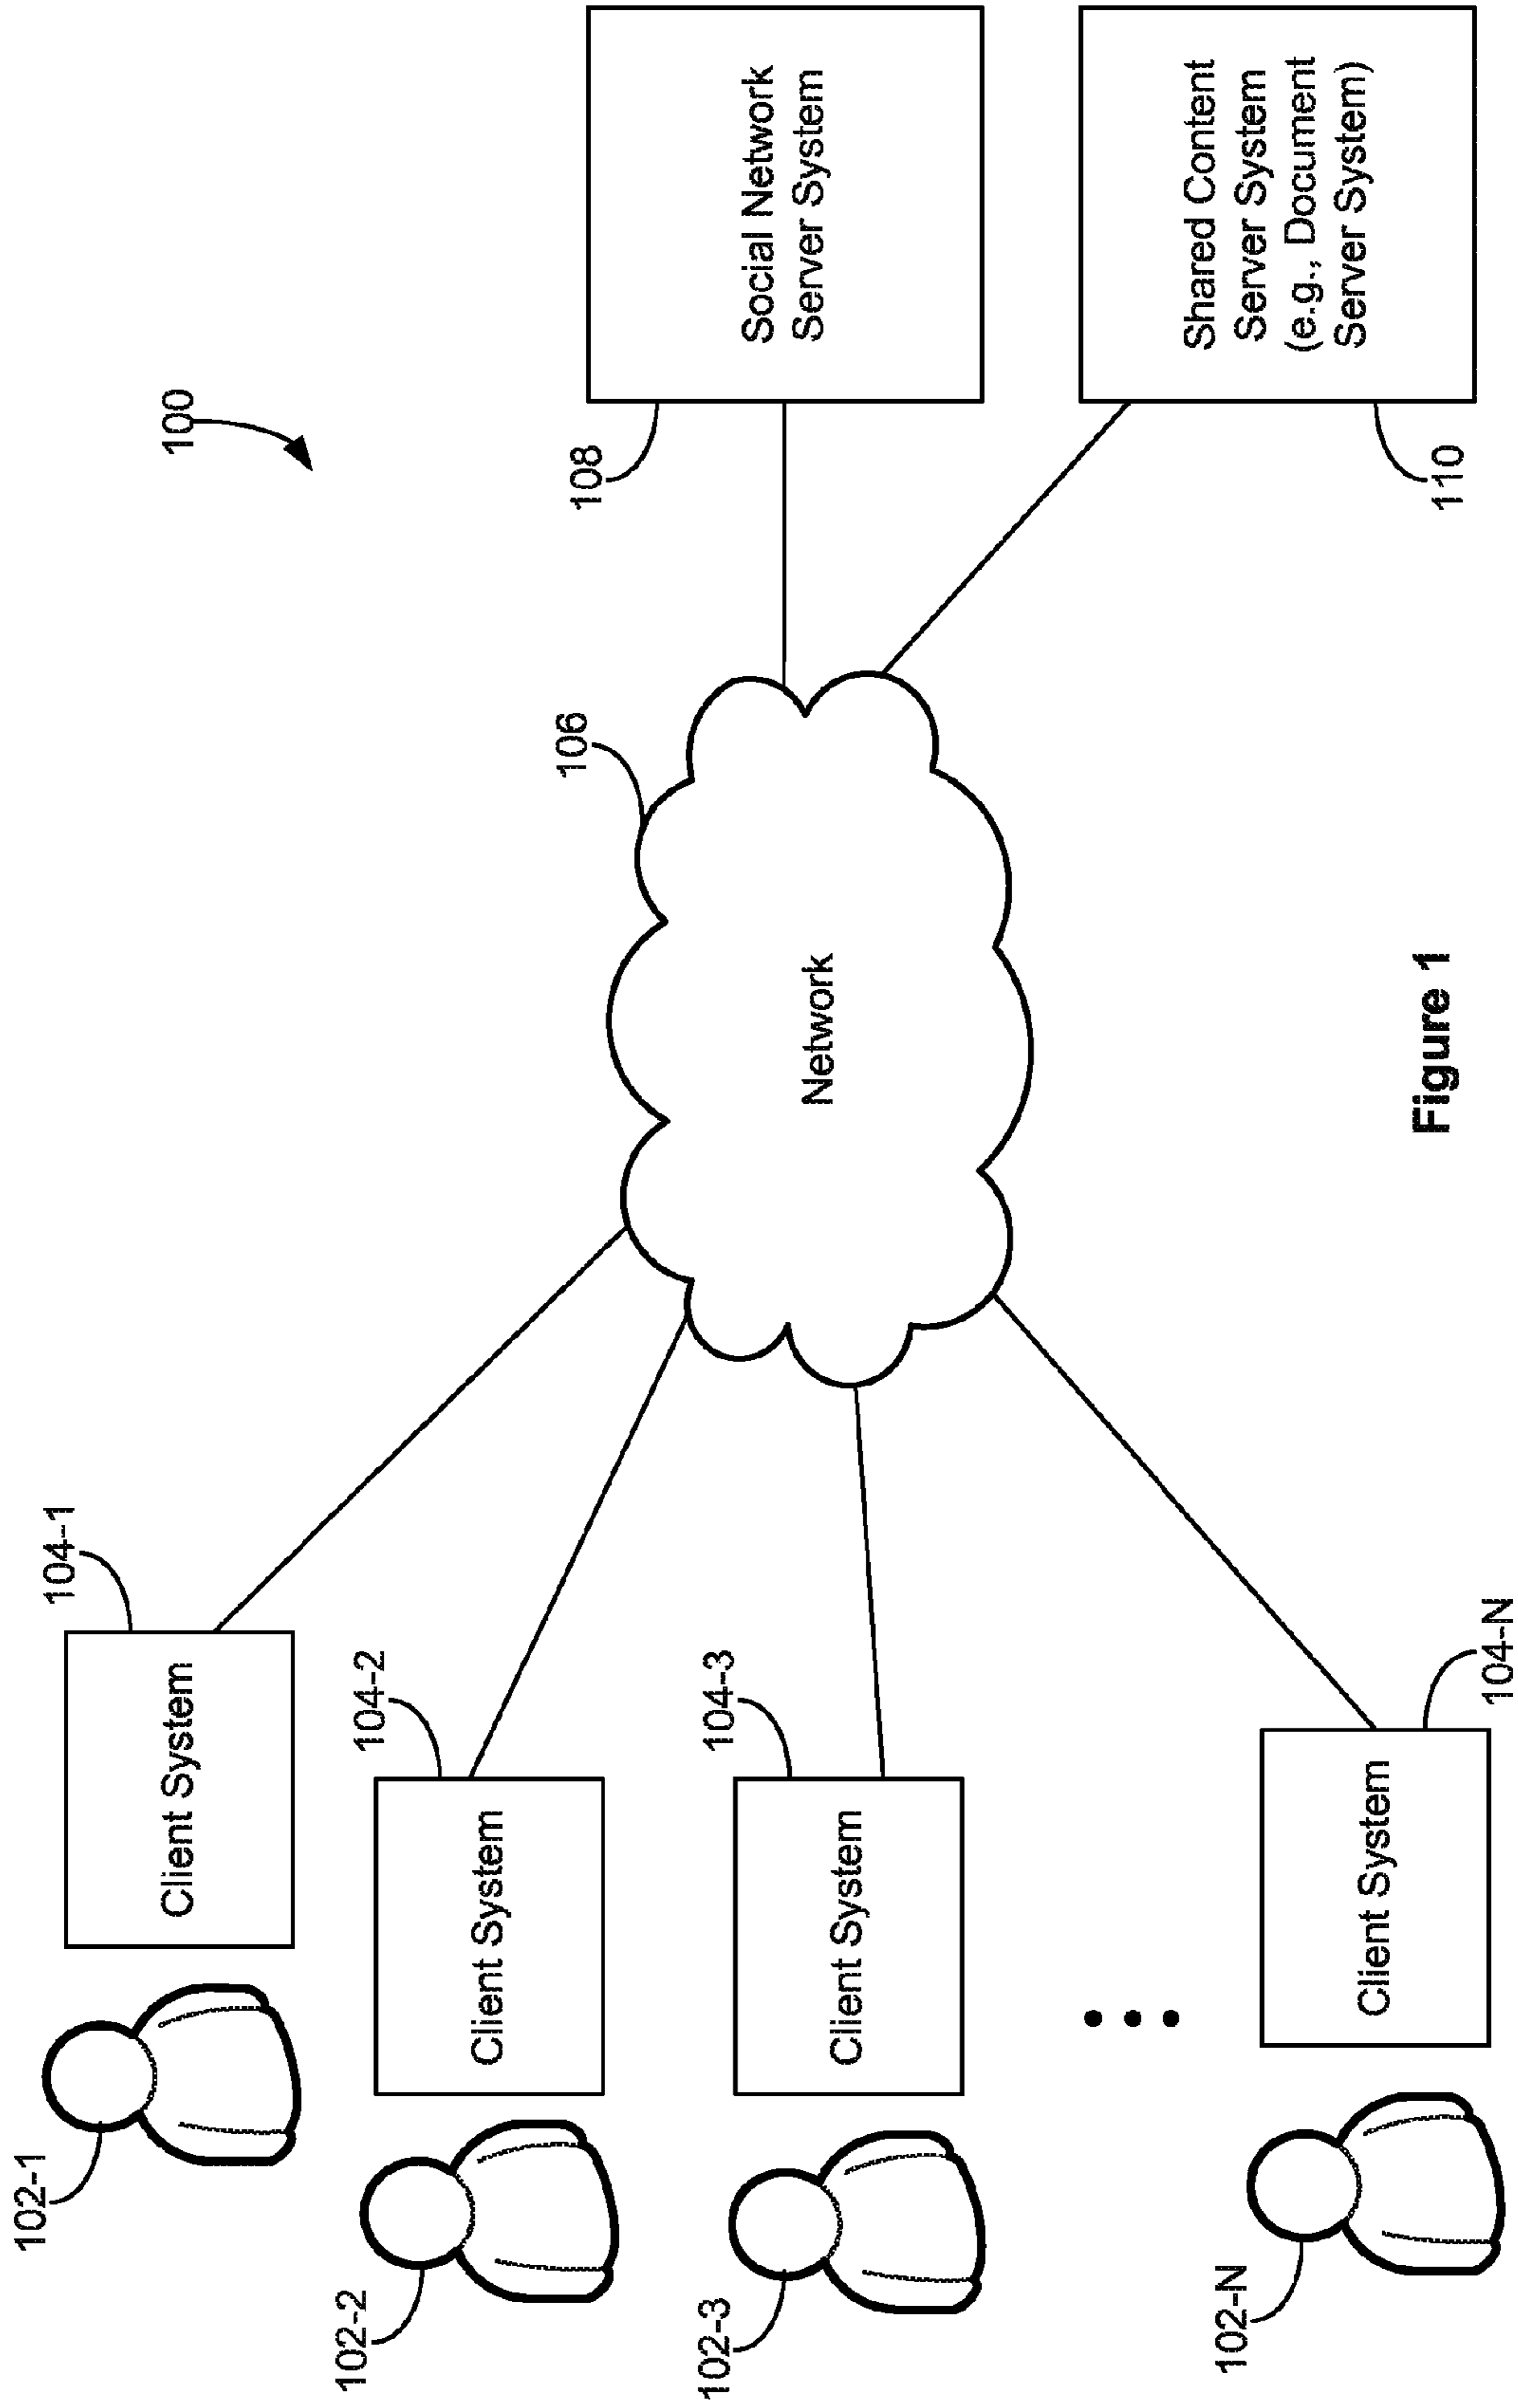 100
102-1
104-1
Client System
102-2
104-2
Client System
102-3
104-3
Client System
102-N
Client System
104-N
106
Network
108
Social Network
Server System
Shared Content
Server System
(e.g., Document
Server System)
110
Figure 1